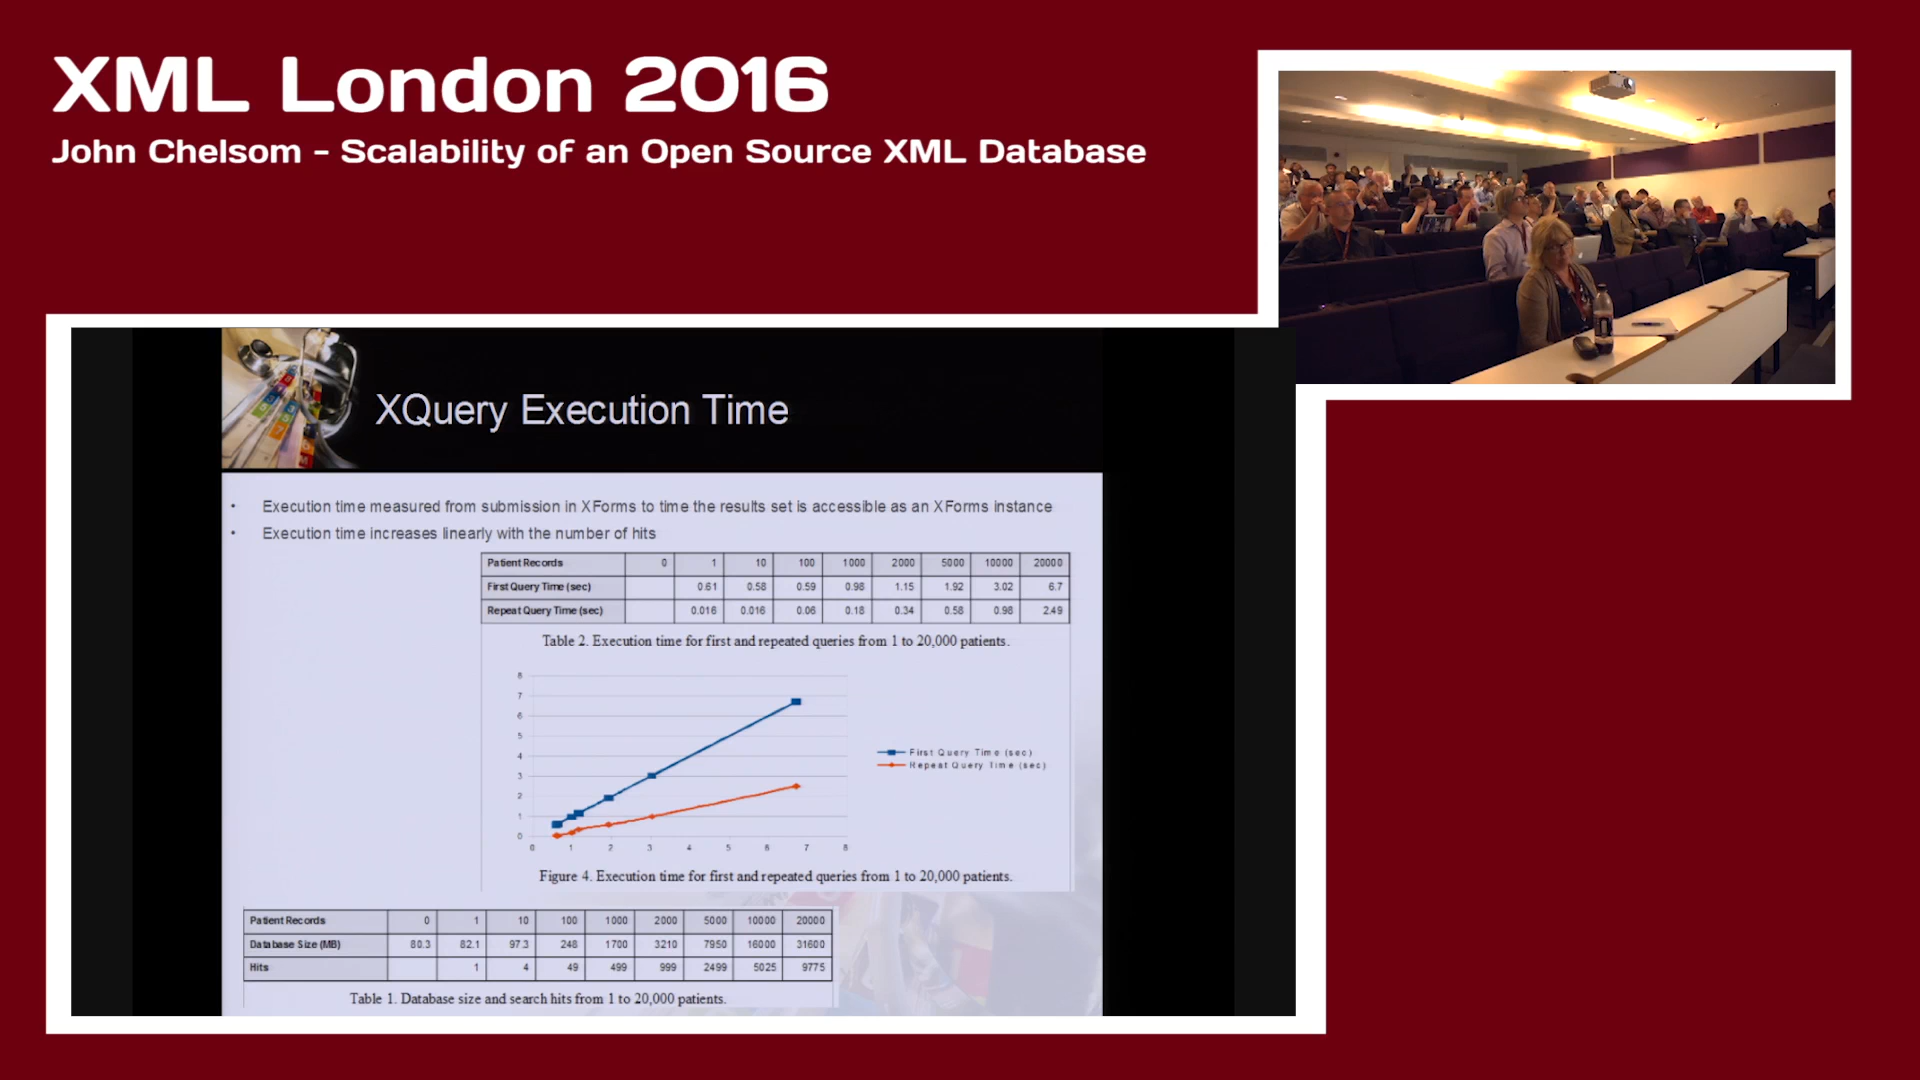 XML London 2016
John Chelsom - Scalability of an Open Source XML Database
XQuery Execution Time
• Execution time measured from submission in XForms to time the results set is accessible as an XForms instance
• Execution time increases linearly with the number of hits
Patient Records 0 1 10 100 1000 2000 5000 10000 20000
First Query Time (sec) 0.61 0.58 0.59 0.98 1.15 1.92 3.02 6.7
Repeat Query Time (sec) 0.016 0.016 0.06 0.18 0.34 0.58 0.98 2.49
Table 2. Execution time for first and repeated queries from 1 to 20,000 patients.
8
7
6
5
4
3
2
1
0
0 1 2 3 4 5 6 7 8
First Query Time (sec)
Repeat Query Time (sec)
Figure 4. Execution time for first and repeated queries from 1 to 20,000 patients.
Patient Records 0 1 10 100 1000 2000 5000 10000 20000
Database Size (MB) 80.3 82.1 97.3 248 1700 3210 7950 16000 31600
Hits 1 4 49 499 999 2499 5025 9775
Table 1. Database size and search hits from 1 to 20,000 patients.